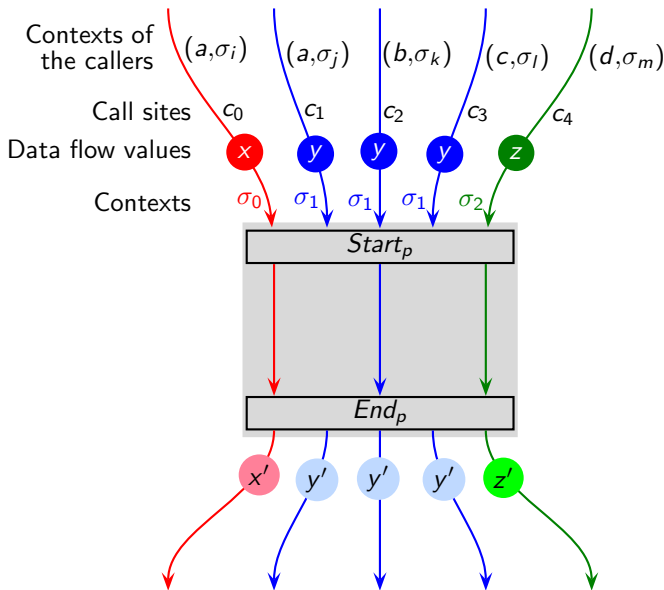 Contexts of
the callers
(a,σᵢ) (a,σⱼ) (b,σₖ) (c,σₗ) (d,σₘ)
Call sites c₀ c₁ c₂ c₃ c₄
Data flow values x y y y z
Contexts σ₀ σ₁ σ₁ σ₁ σ₂
Startₚ
Endₚ
x′ y′ y′ y′ z′